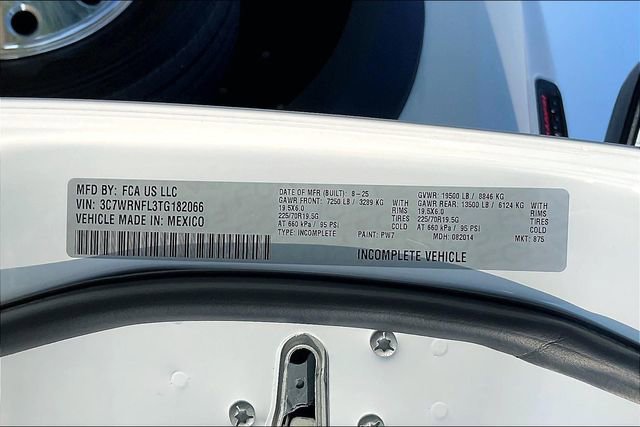 MFD BY: FCA US LLC
VIN: 3C7WRNFL3TG182066
VEHICLE MADE IN: MEXICO
DATE OF MFR (BUILT): 8-25
GAWR FRONT: 7250 LB / 3289 KG WITH
19.5X6.0 RIMS
225/70R19.5G TIRES
AT 660 kPa / 95 PSI COLD
TYPE: INCOMPLETE PAINT: PW7
GVWR: 19500 LB / 8846 KG
GAWR REAR: 13500 LB / 6124 KG WITH
19.5X6.0 RIMS
225/70R19.5G TIRES
AT 660 kPa / 95 PSI COLD
MDH: 082014 MKT: 875
INCOMPLETE VEHICLE